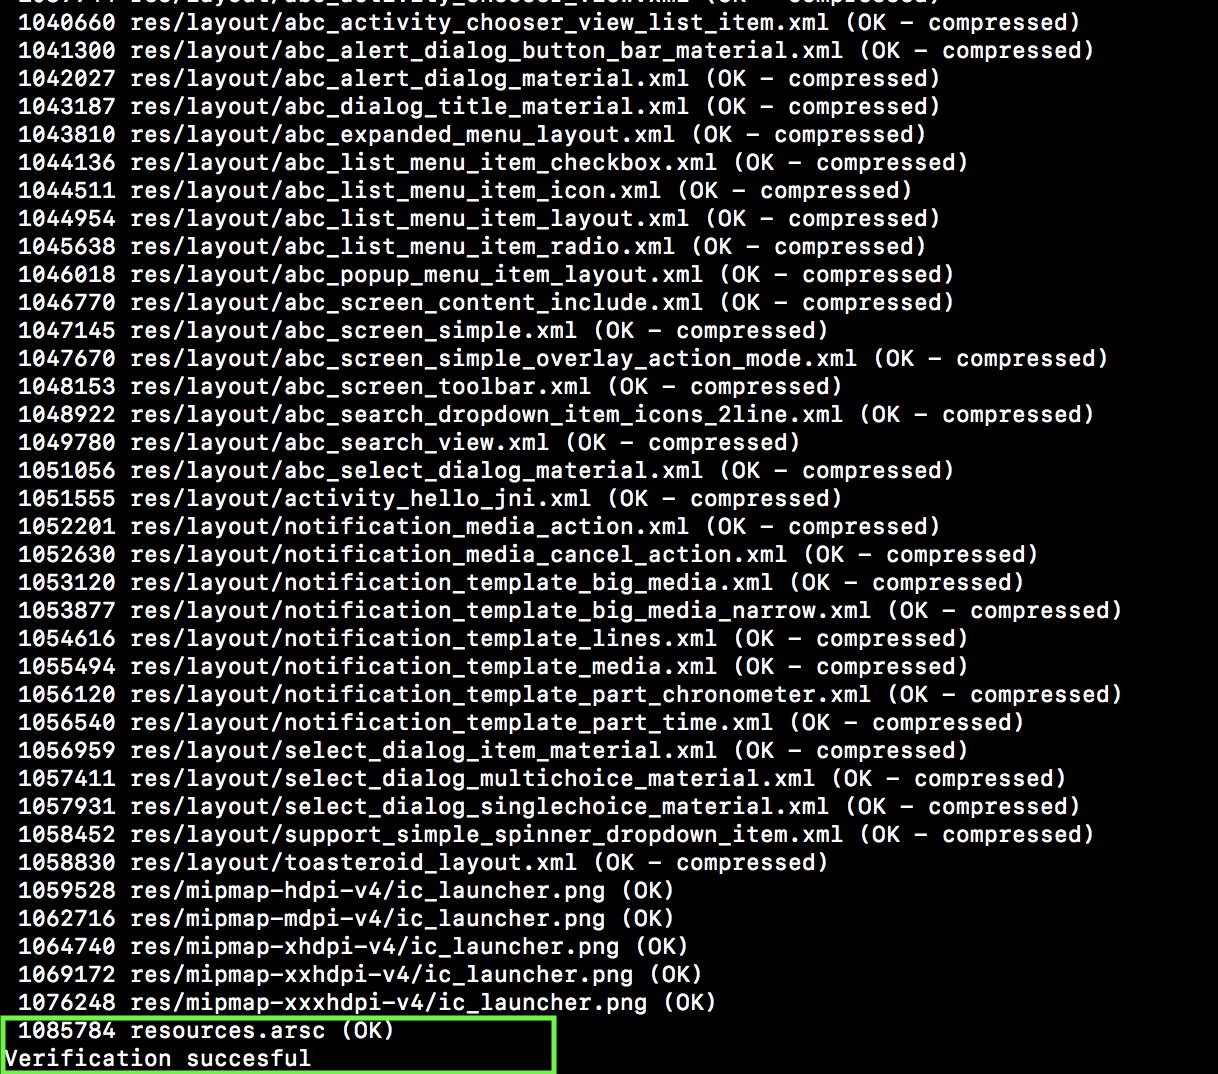 1040660 res/layout/abc_activity_chooser_view_list_item.xml (OK - compressed)
1041300 res/layout/abc_alert_dialog_button_bar_material.xml (OK - compressed)
1042027 res/layout/abc_alert_dialog_material.xml (OK - compressed)
1043187 res/layout/abc_dialog_title_material.xml (OK - compressed)
1043810 res/layout/abc_expanded_menu_layout.xml (OK - compressed)
1044136 res/layout/abc_list_menu_item_checkbox.xml (OK - compressed)
1044511 res/layout/abc_list_menu_item_icon.xml (OK - compressed)
1044954 res/layout/abc_list_menu_item_layout.xml (OK - compressed)
1045638 res/layout/abc_list_menu_item_radio.xml (OK - compressed)
1046018 res/layout/abc_popup_menu_item_layout.xml (OK - compressed)
1046770 res/layout/abc_screen_content_include.xml (OK - compressed)
1047145 res/layout/abc_screen_simple.xml (OK - compressed)
1047670 res/layout/abc_screen_simple_overlay_action_mode.xml (OK - compressed)
1048153 res/layout/abc_screen_toolbar.xml (OK - compressed)
1048922 res/layout/abc_search_dropdown_item_icons_2line.xml (OK - compressed)
1049780 res/layout/abc_search_view.xml (OK - compressed)
1051056 res/layout/abc_select_dialog_material.xml (OK - compressed)
1051555 res/layout/activity_hello_jni.xml (OK - compressed)
1052201 res/layout/notification_media_action.xml (OK - compressed)
1052630 res/layout/notification_media_cancel_action.xml (OK - compressed)
1053120 res/layout/notification_template_big_media.xml (OK - compressed)
1053877 res/layout/notification_template_big_media_narrow.xml (OK - compressed)
1054616 res/layout/notification_template_lines.xml (OK - compressed)
1055494 res/layout/notification_template_media.xml (OK - compressed)
1056120 res/layout/notification_template_part_chronometer.xml (OK - compressed)
1056540 res/layout/notification_template_part_time.xml (OK - compressed)
1056959 res/layout/select_dialog_item_material.xml (OK - compressed)
1057411 res/layout/select_dialog_multichoice_material.xml (OK - compressed)
1057931 res/layout/select_dialog_singlechoice_material.xml (OK - compressed)
1058452 res/layout/support_simple_spinner_dropdown_item.xml (OK - compressed)
1058830 res/layout/toasteroid_layout.xml (OK - compressed)
1059528 res/mipmap-hdpi-v4/ic_launcher.png (OK)
1062716 res/mipmap-mdpi-v4/ic_launcher.png (OK)
1064740 res/mipmap-xhdpi-v4/ic_launcher.png (OK)
1069172 res/mipmap-xxhdpi-v4/ic_launcher.png (OK)
1076248 res/mipmap-xxxhdpi-v4/ic_launcher.png (OK)
1085784 resources.arsc (OK)
Verification succesful